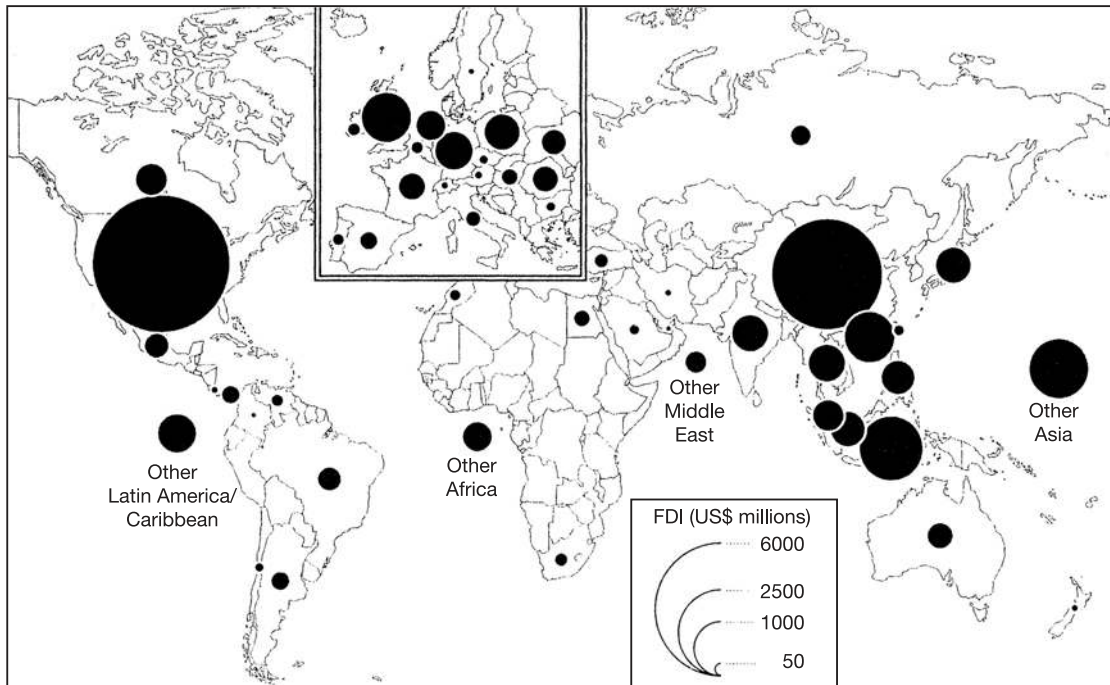 Other
Latin America/
Caribbean
Other
Africa
Other
Middle
East
Other
Asia
FDI (US$ millions)
6000
2500
1000
50